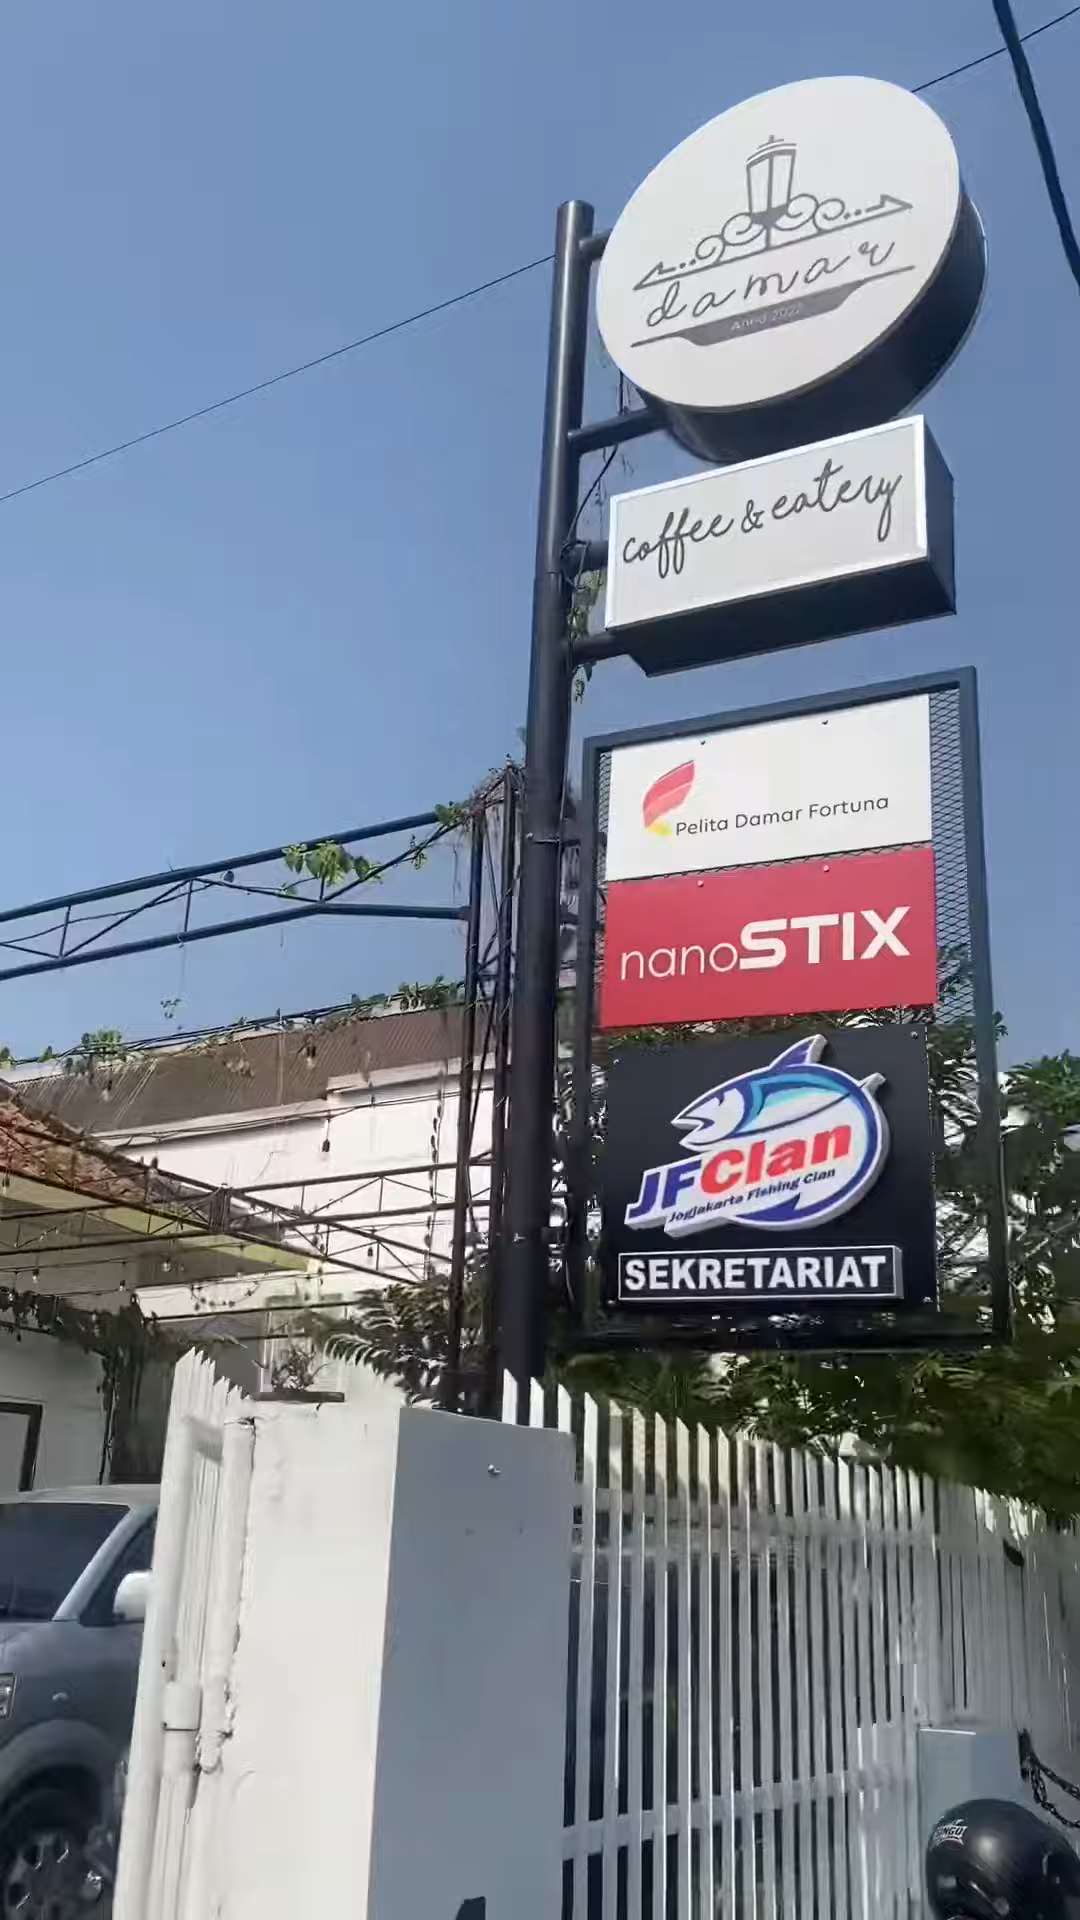 damar
coffee & eatery
Pelita Damar Fortuna
nanoSTIX
JFClan
Jogjakarta Fishing Clan
SEKRETARIAT